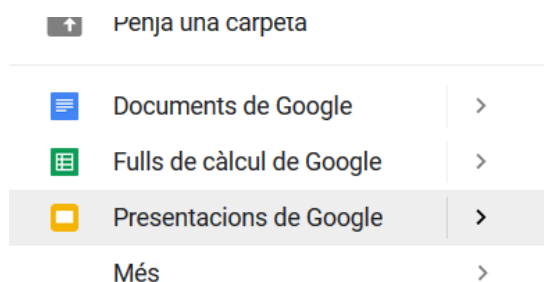 Penja una carpeta
Documents de Google
Fulls de càlcul de Google
Presentacions de Google
Més